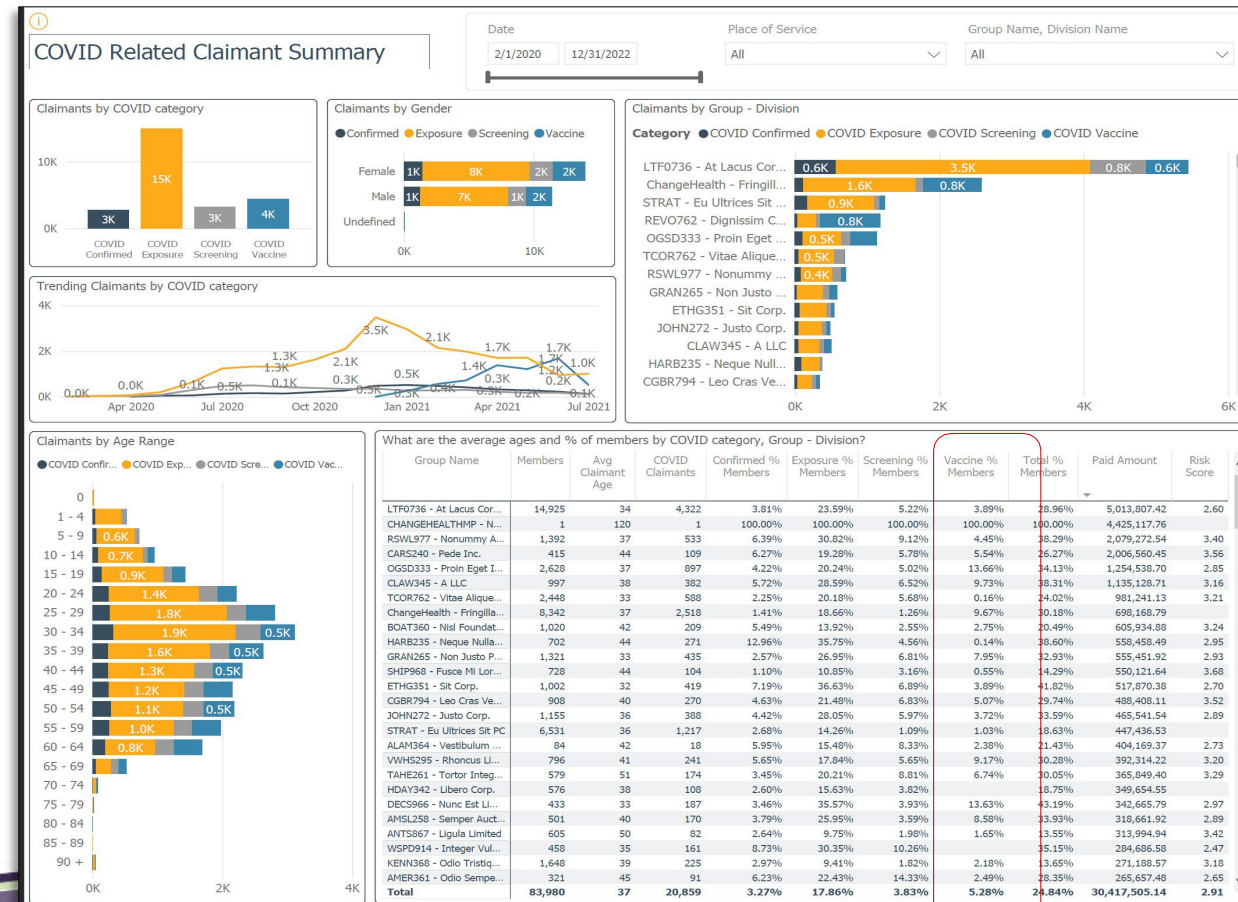 COVID Related Claimant Summary
Date
2/1/2020 12/31/2022
Place of Service
All
Group Name, Division Name
All
Claimants by COVID category
10K
0K
3K
15K
3K
4K
COVID Confirmed
COVID Exposure
COVID Screening
COVID Vaccine
Claimants by Gender
Confirmed Exposure Screening Vaccine
Female 1K 8K 2K 2K
Male 1K 7K 1K 2K
Undefined
0K 10K
Claimants by Group - Division
Category COVID Confirmed COVID Exposure COVID Screening COVID Vaccine
LTF0736 - At Lacus Cor... 0.6K 3.5K 0.8K 0.6K
ChangeHealth - Fringill... 1.6K 0.8K
STRAT - Eu Ultrices Sit ... 0.9K
REVO762 - Dignissim C... 0.8K
OGSD333 - Proin Eget ... 0.5K
TCOR762 - Vitae Alique... 0.5K
RSWL977 - Nonummy ... 0.4K
GRAN265 - Non Justo ...
ETHG351 - Sit Corp.
JOHN272 - Justo Corp.
CLAW345 - A LLC
HARB235 - Neque Null...
CGBR794 - Leo Cras Ve...
0K 2K 4K 6K
Trending Claimants by COVID category
4K
2K
0K
0.0K 0.0K 0.1K 0.5K 1.3K 1.3K 0.1K 2.1K 0.3K 3.5K 0.5K 0.3K 2.1K 0.4K 1.4K 1.7K 0.3K 1.7K 1.7K 1.2K 0.2K 0.2K 1.0K 0.1K
Apr 2020 Jul 2020 Oct 2020 Jan 2021 Apr 2021 Jul 2021
Claimants by Age Range
COVID Confir... COVID Exp... COVID Scre... COVID Vac...
0
1 - 4
5 - 9 0.6K
10 - 14 0.7K
15 - 19 0.9K
20 - 24 1.4K
25 - 29 1.8K
30 - 34 1.9K 0.5K
35 - 39 1.6K 0.5K
40 - 44 1.3K 0.5K
45 - 49 1.2K
50 - 54 1.1K 0.5K
55 - 59 1.0K
60 - 64 0.8K
65 - 69
70 - 74
75 - 79
80 - 84
85 - 89
90 +
0K 2K 4K
What are the average ages and % of members by COVID category, Group - Division?
Group Name Members Avg Claimant Age COVID Claimants Confirmed % Members Exposure % Members Screening % Members Vaccine % Members Total % Members Paid Amount Risk Score
LTF0736 - At Lacus Cor... 14,925 34 4,322 3.81% 23.59% 5.22% 3.89% 28.96% 5,013,807.42 2.60
CHANGEHEALTHMP - N... 1 120 1 100.00% 100.00% 100.00% 100.00% 100.00% 4,425,117.76
RSWL977 - Nonummy A... 1,392 37 533 6.39% 30.82% 9.12% 4.45% 38.29% 2,079,272.54 3.40
CARS240 - Pede Inc. 415 44 109 6.27% 19.28% 5.78% 5.54% 26.27% 2,006,560.45 3.56
OGSD333 - Proin Eget I... 2,628 37 897 4.22% 20.24% 5.02% 13.66% 34.13% 1,254,538.70 2.85
CLAW345 - A LLC 997 38 382 5.72% 28.59% 6.52% 9.73% 38.31% 1,135,128.71 3.16
TCOR762 - Vitae Alique... 2,448 33 588 2.25% 20.18% 5.68% 0.16% 24.02% 981,241.13 3.21
ChangeHealth - Fringilla... 8,342 37 2,518 1.41% 18.66% 1.26% 9.67% 30.18% 698,168.79
BOAT360 - Nisl Foundat... 1,020 42 209 5.49% 13.92% 2.55% 2.75% 20.49% 605,934.88 3.24
HARB235 - Neque Nulla... 702 44 271 12.96% 35.75% 4.56% 0.14% 38.60% 558,458.49 2.95
GRAN265 - Non Justo P... 1,321 33 435 2.57% 26.95% 6.81% 7.95% 32.93% 555,451.92 2.93
SHIP968 - Fusce Mi Lor... 728 44 104 1.10% 10.85% 3.16% 0.55% 14.29% 550,121.64 3.68
ETHG351 - Sit Corp. 1,002 32 419 7.19% 36.63% 6.89% 3.89% 41.82% 517,870.38 2.70
CGBR794 - Leo Cras Ve... 908 40 270 4.63% 21.48% 6.83% 5.07% 29.74% 488,408.11 3.52
JOHN272 - Justo Corp. 1,155 36 388 4.42% 28.05% 5.97% 3.72% 33.59% 465,541.54 2.89
STRAT - Eu Ultrices Sit PC 6,531 36 1,217 2.68% 14.26% 1.09% 1.03% 18.63% 447,436.53
ALAM364 - Vestibulum ... 84 42 18 5.95% 15.48% 8.33% 2.38% 21.43% 404,169.37 2.73
VWHS295 - Rhoncus Li... 796 41 241 5.65% 17.84% 5.65% 9.17% 30.28% 392,314.22 3.20
TAHE261 - Tortor Integ... 579 51 174 3.45% 20.21% 8.81% 6.74% 30.05% 365,849.40 3.29
HDAY342 - Libero Corp. 576 38 108 2.60% 15.63% 3.82% 18.75% 349,654.55
DECS966 - Nunc Est Li... 433 33 187 3.46% 35.57% 3.93% 13.63% 43.19% 342,665.79 2.97
AMSL258 - Semper Auct... 501 40 170 3.79% 25.95% 3.59% 8.58% 33.93% 318,661.92 2.89
ANTS867 - Ligula Limited 605 50 82 2.64% 9.75% 1.98% 1.65% 13.55% 313,994.94 3.42
WSPD914 - Integer Vul... 458 35 161 8.73% 30.35% 10.26% 35.15% 284,686.58 2.47
KENN368 - Odio Tristiq... 1,648 39 225 2.97% 9.41% 1.82% 2.18% 13.65% 271,188.57 3.18
AMER361 - Odio Sempe... 321 45 91 6.23% 22.43% 14.33% 2.49% 28.35% 265,657.48 2.65
Total 83,980 37 20,859 3.27% 17.86% 3.83% 5.28% 24.84% 30,417,505.14 2.91